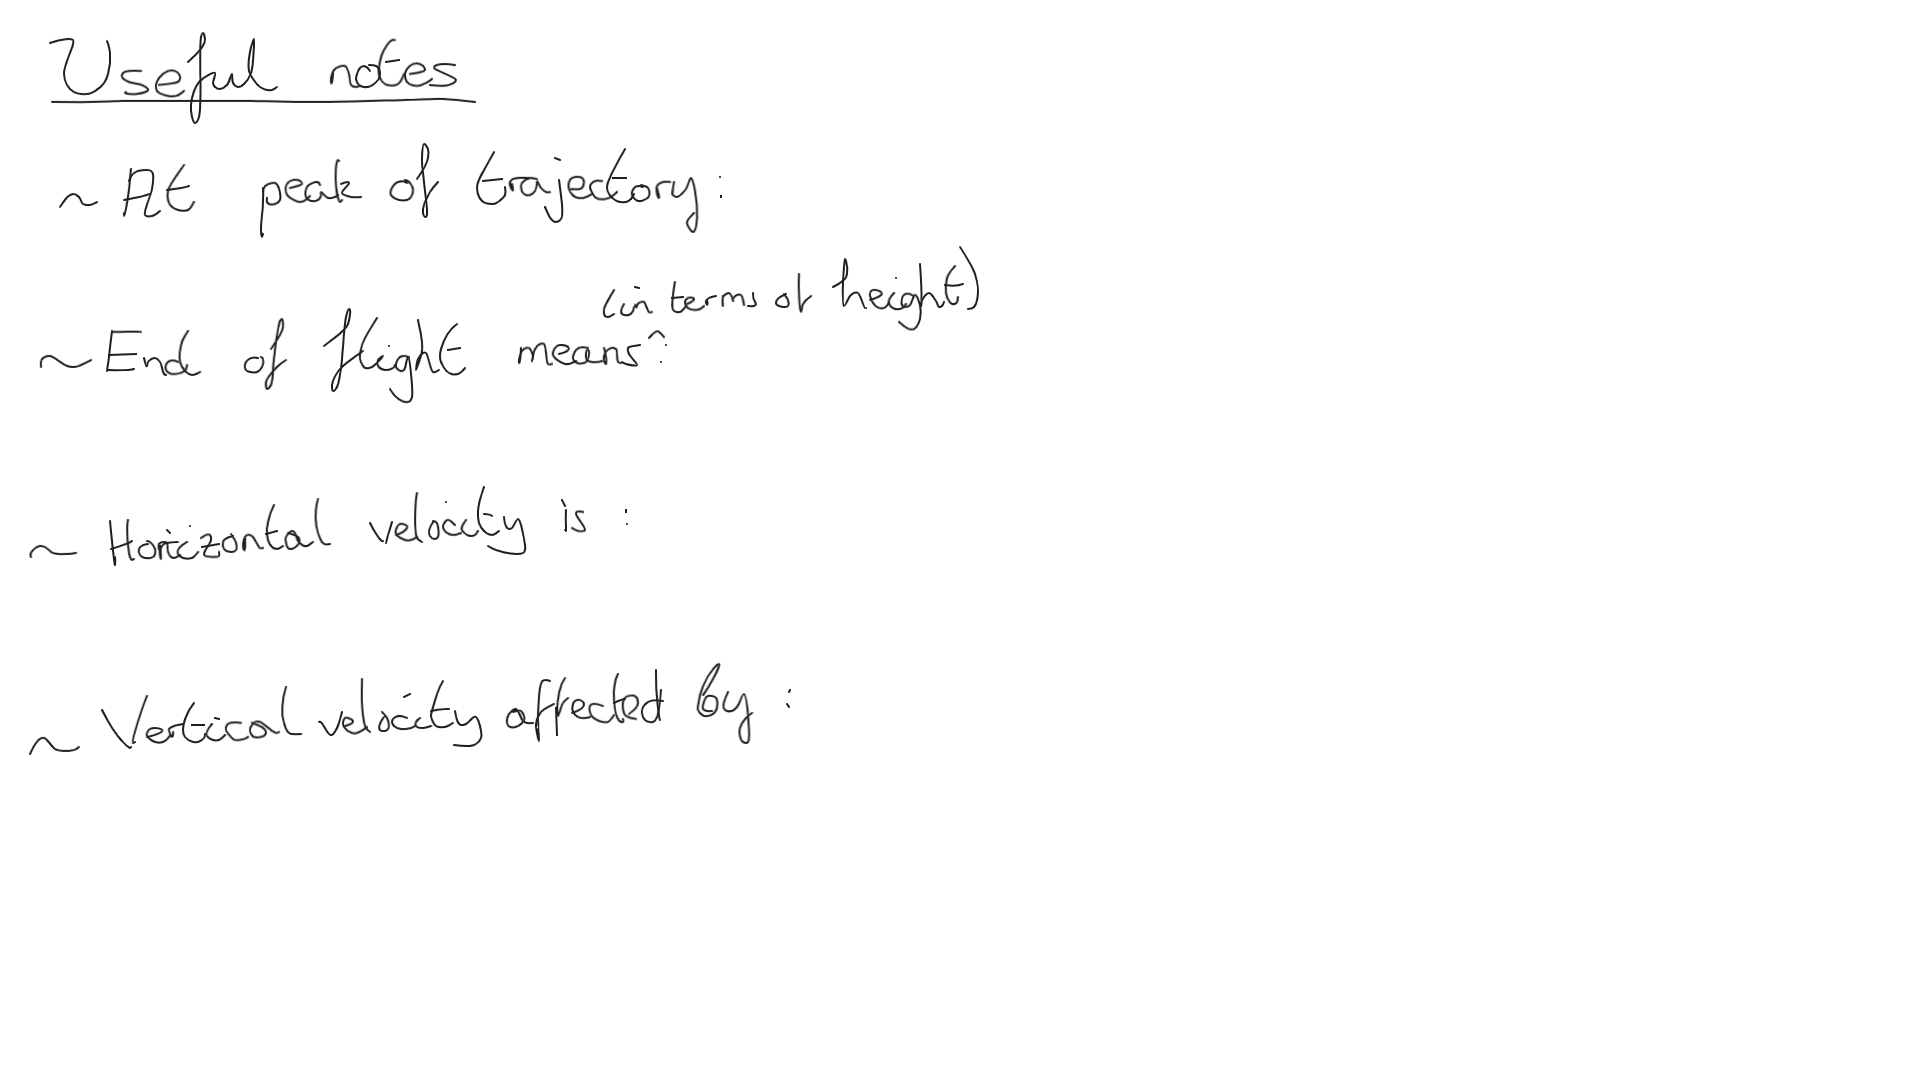 Useful notes
~ At peak of trajectory:
(in terms of height)
~ End of flight means^:
~ Horizontal velocity is :
~ Vertical velocity affected by :